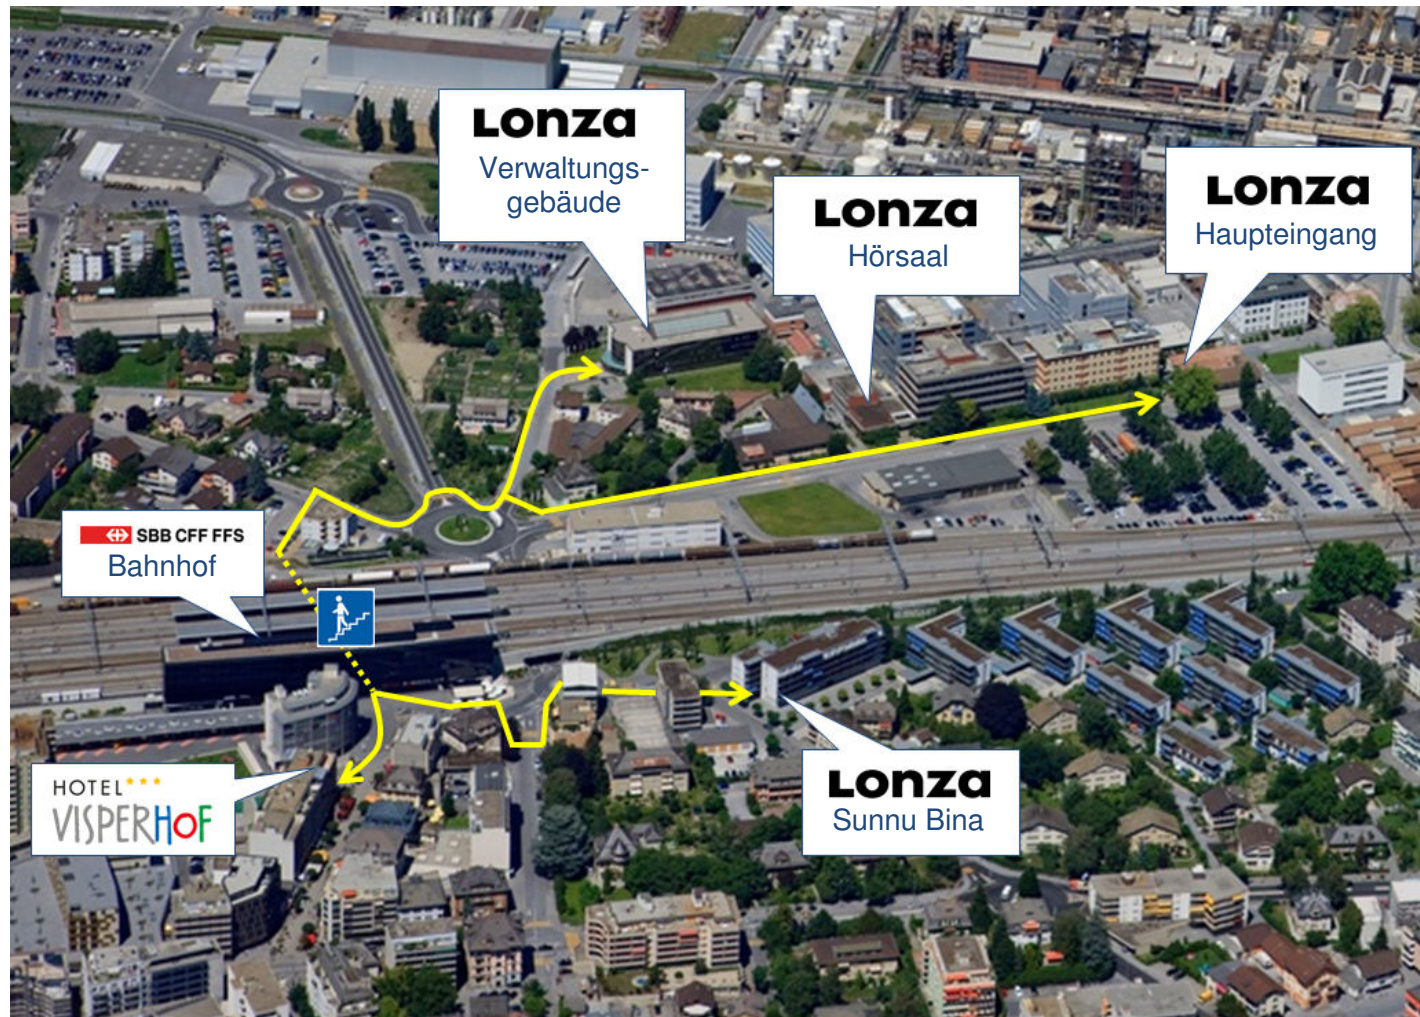 Lonza
Verwaltungs-
gebäude
Lonza
Hörsaal
Lonza
Haupteingang
SBB CFF FFS
Bahnhof
HOTEL***
VISPERHOF
Lonza
Sunnu Bina